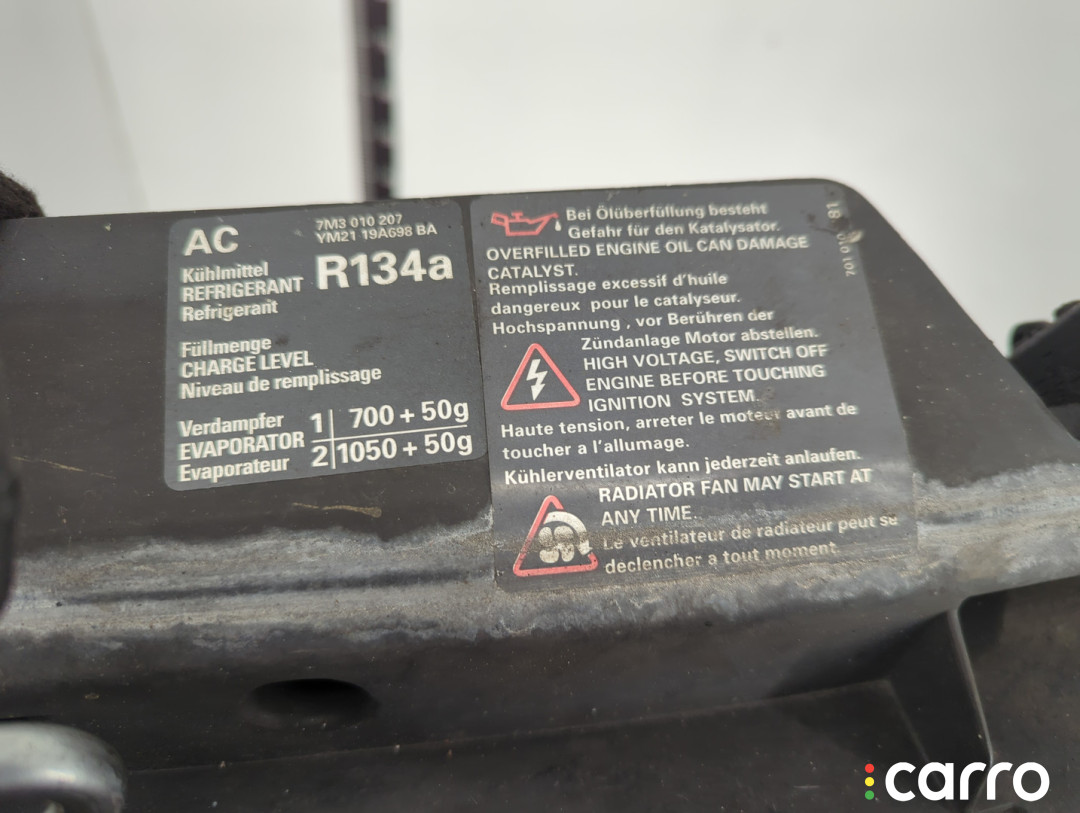 AC
7M3 010 207
YM21 19A698 BA
Kühlmittel
REFRIGERANT
Refrigerant
R134a
Füllmenge
CHARGE LEVEL
Niveau de remplissage
Verdampfer
EVAPORATOR
Evaporateur
1 700 + 50g
2 1050 + 50g
Bei Ölüberfüllung besteht
Gefahr für den Katalysator.
OVERFILLED ENGINE OIL CAN DAMAGE
CATALYST.
Remplissage excessif d'huile
dangereux pour le catalyseur.
Hochspannung , vor Berühren der
Zündanlage Motor abstellen.
HIGH VOLTAGE, SWITCH OFF
ENGINE BEFORE TOUCHING
IGNITION SYSTEM.
Haute tension, arreter le moteur avant de
toucher a l'allumage.
Kühlerventilator kann jederzeit anlaufen.
RADIATOR FAN MAY START AT
ANY TIME.
Le ventilateur de radiateur peut se
declencher a tout moment.
carro